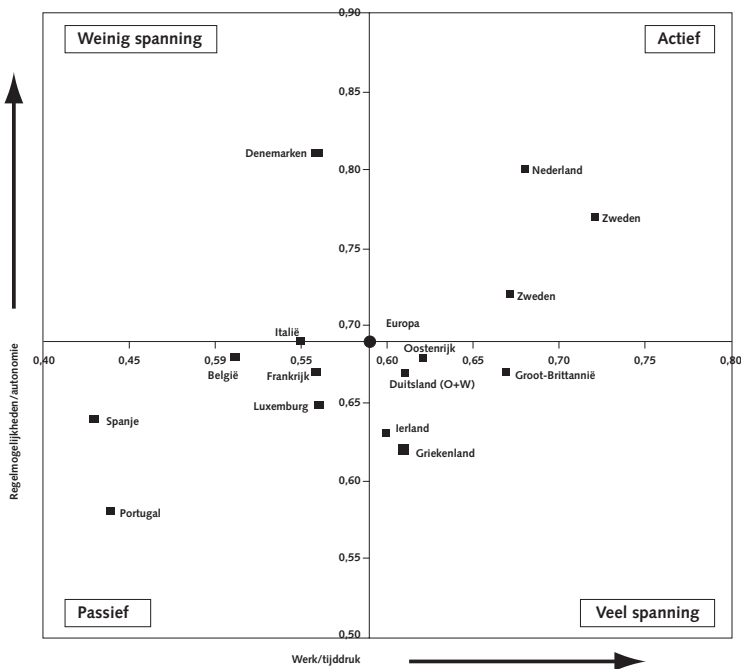 0,90
Weinig spanning
Actief
0,85
Denemarken
0,80
Nederland
0,75
Zweden
Zweden
0,70
Europa
Italië
Oostenrijk
0,40
0,45
0,59
0,55
0,60
0,65
0,70
0,75
0,80
België
Frankrijk
Duitsland (O+W)
Groot-Brittannië
Luxemburg
0,65
Spanje
Ierland
Griekenland
0,60
Portugal
0,55
Passief
Veel spanning
0,50
Regelmogelijkheden/autonomie
Werk/tijddruk